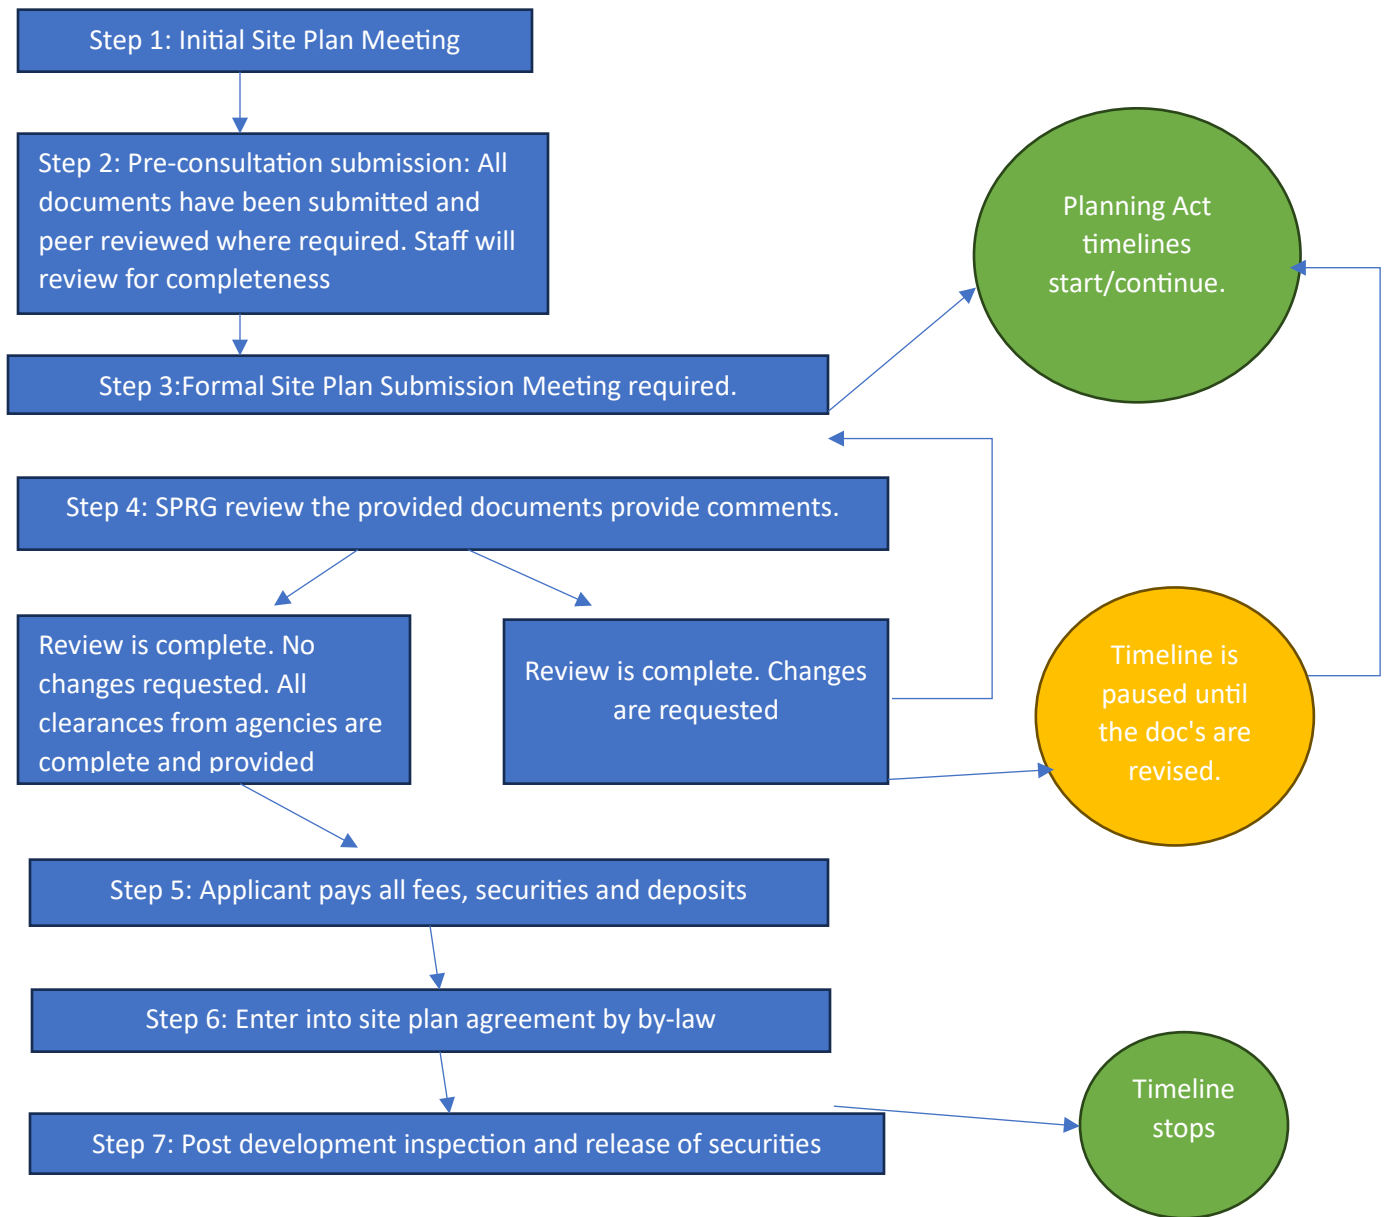 Step 1: Initial Site Plan Meeting
Step 2: Pre-consultation submission: All
documents have been submitted and
peer reviewed where required. Staff will
review for completeness
Planning Act
timelines
start/continue.
Step 3:Formal Site Plan Submission Meeting required.
Step 4: SPRG review the provided documents provide comments.
Review is complete. No
changes requested. All
clearances from agencies are
complete and provided
Review is complete. Changes
are requested
Timeline is
paused until
the doc's are
revised.
Step 5: Applicant pays all fees, securities and deposits
Step 6: Enter into site plan agreement by by-law
Step 7: Post development inspection and release of securities
Timeline
stops